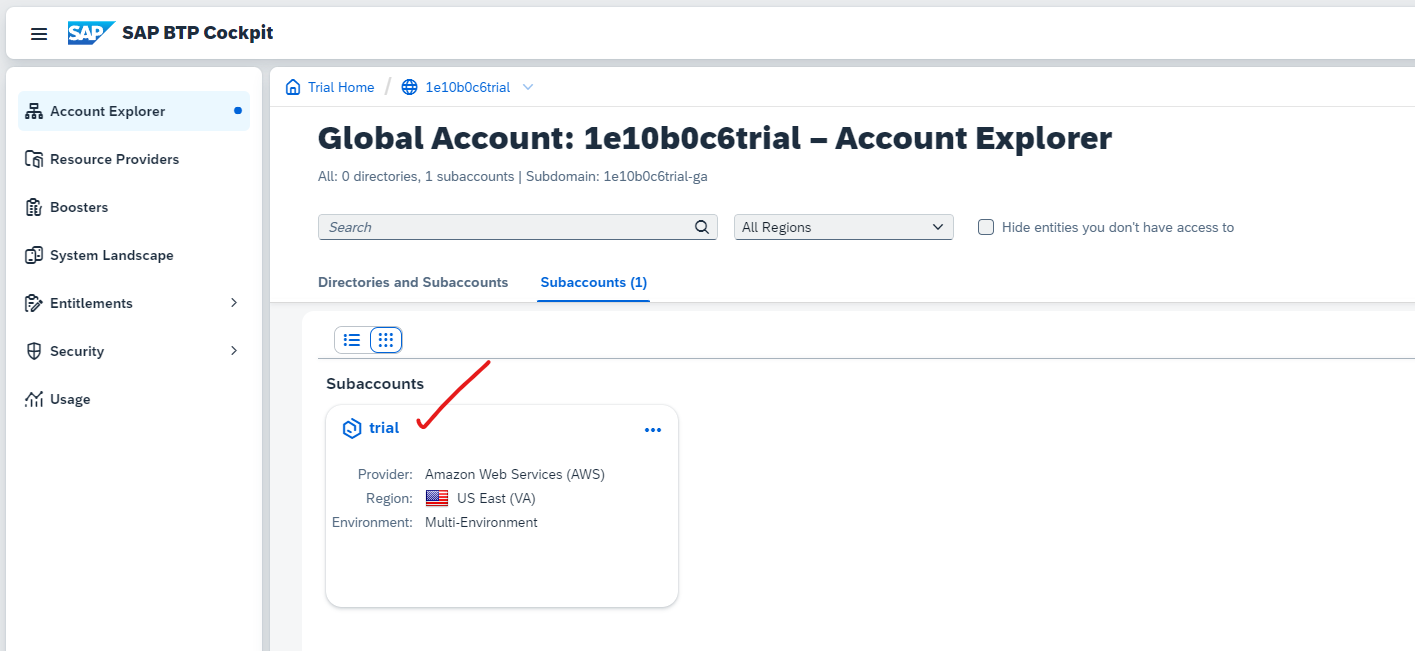 SAP SAP BTP Cockpit
Account Explorer
Resource Providers
Boosters
System Landscape
Entitlements
Security
Usage
Trial Home / 1e10b0c6trial
Global Account: 1e10b0c6trial – Account Explorer
All: 0 directories, 1 subaccounts | Subdomain: 1e10b0c6trial-ga
Search All Regions Hide entities you don't have access to
Directories and Subaccounts Subaccounts (1)
Subaccounts
trial
Provider: Amazon Web Services (AWS)
Region: US East (VA)
Environment: Multi-Environment